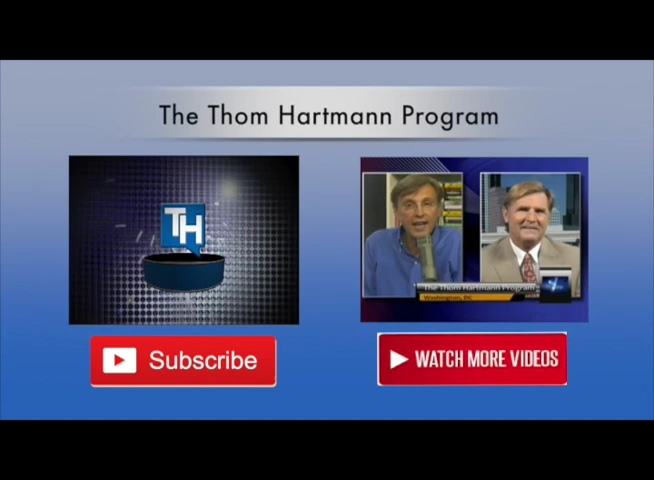 The Thom Hartmann Program
TH
The Thom Hartmann Program
Washington, DC
Subscribe
WATCH MORE VIDEOS